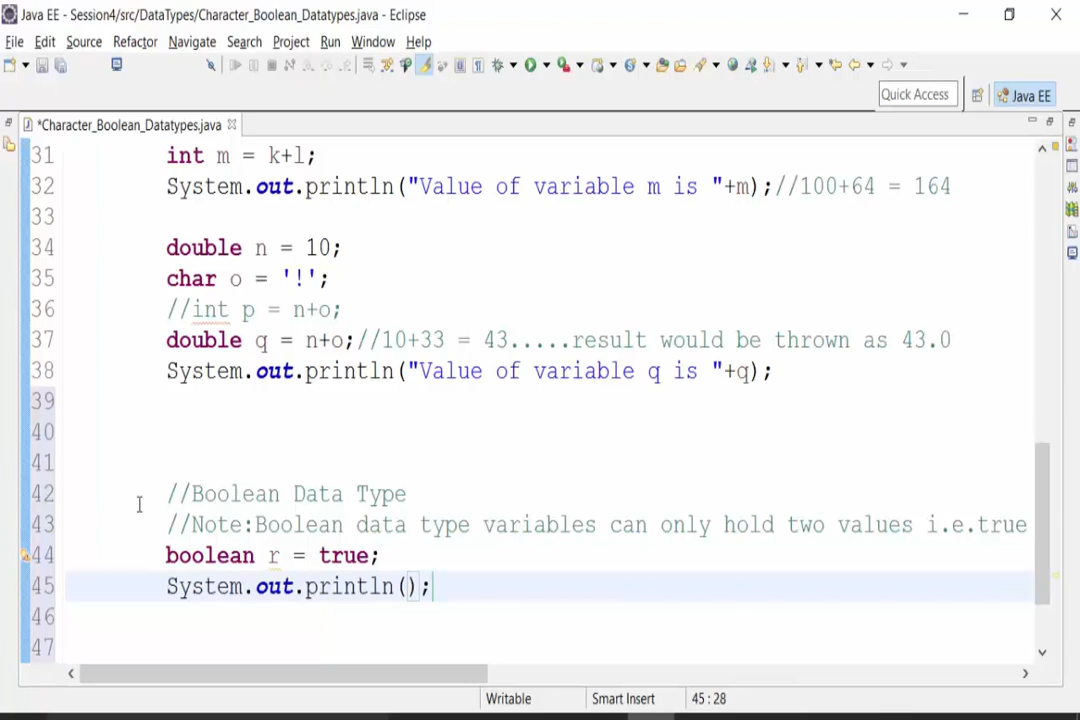 Java EE - Session4/src/DataTypes/Character_Boolean_Datatypes.java - Eclipse
File Edit Source Refactor Navigate Search Project Run Window Help
Quick Access
Java EE
*Character_Boolean_Datatypes.java
31 int m = k+l;
32 System.out.println("Value of variable m is "+m);//100+64 = 164
33
34 double n = 10;
35 char o = '!';
36 //int p = n+o;
37 double q = n+o;//10+33 = 43.....result would be thrown as 43.0
38 System.out.println("Value of variable q is "+q);
39
40
41
42 //Boolean Data Type
43 //Note:Boolean data type variables can only hold two values i.e.true
44 boolean r = true;
45 System.out.println();
46
47
Writable Smart Insert 45 : 28